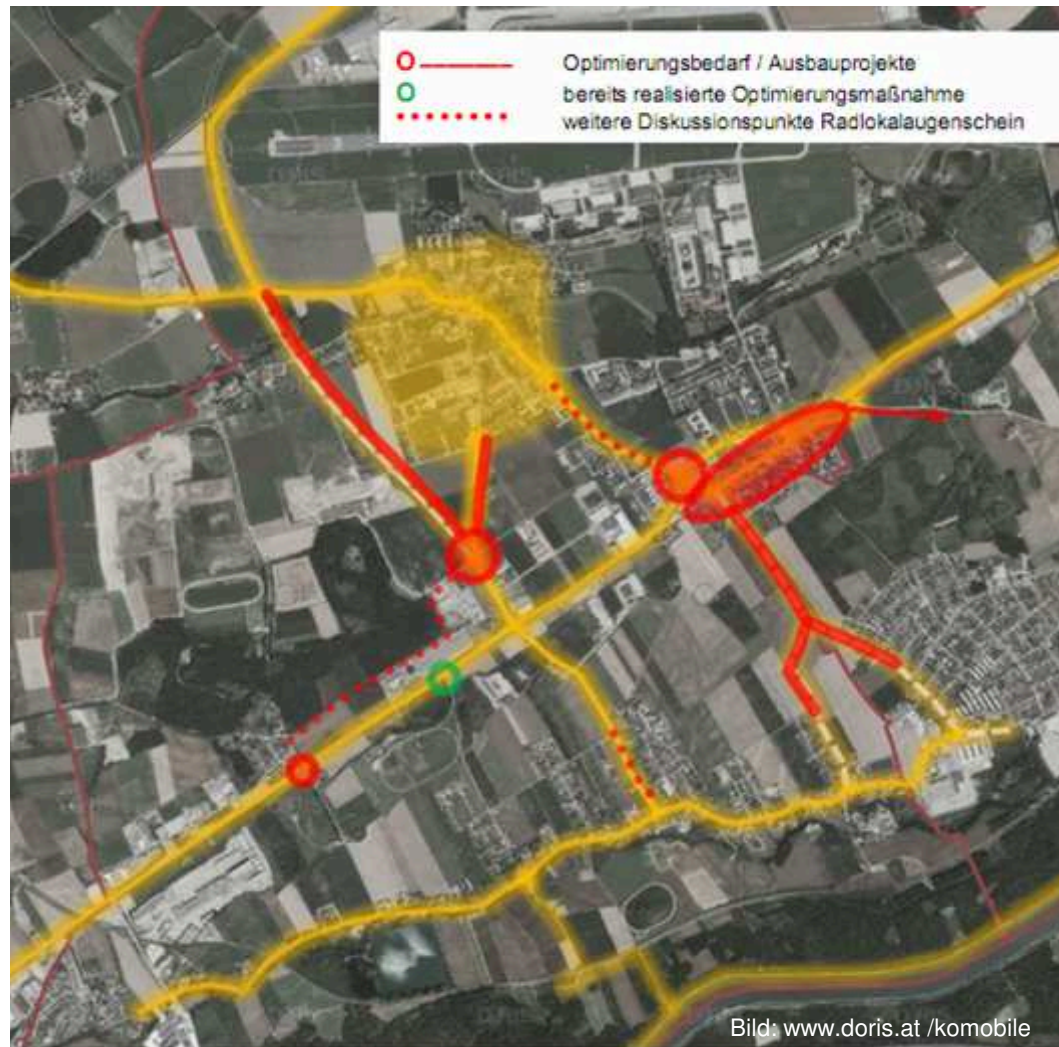 Optimierungsbedarf / Ausbauprojekte
bereits realisierte Optimierungsmaßnahme
weitere Diskussionspunkte Radlokalaugenschein
Bild: www.doris.at /komobile